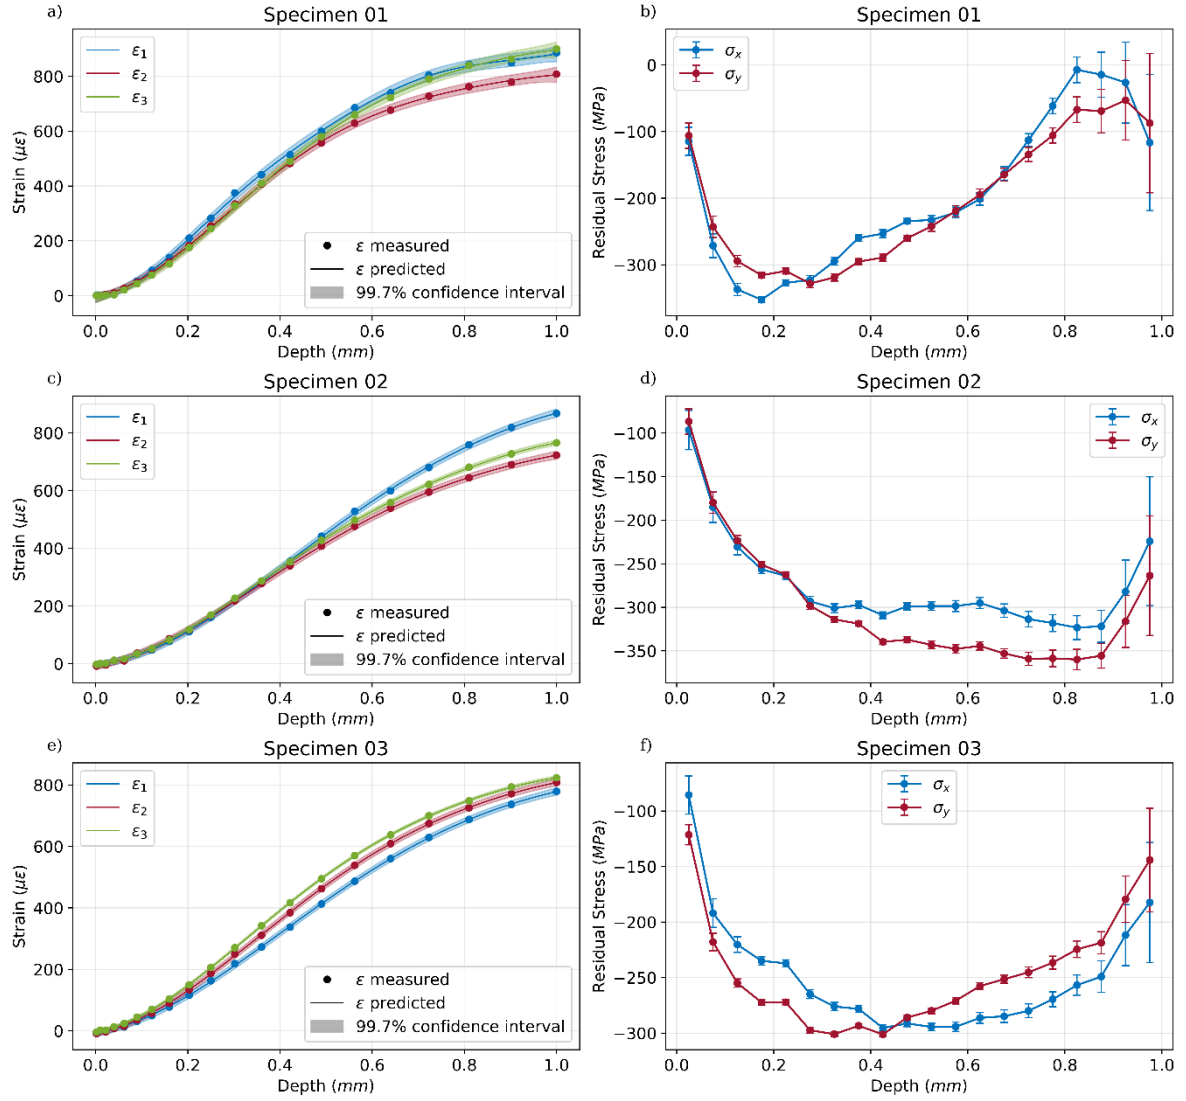 a)
Specimen 01
ε1
ε2
ε3
ε measured
ε predicted
99.7% confidence interval
Strain (με)
800
600
400
200
0
0.0 0.2 0.4 0.6 0.8 1.0
Depth (mm)
b)
Specimen 01
σx
σy
Residual Stress (MPa)
0
−100
−200
−300
0.0 0.2 0.4 0.6 0.8 1.0
Depth (mm)
c)
Specimen 02
ε1
ε2
ε3
ε measured
ε predicted
99.7% confidence interval
Strain (με)
800
600
400
200
0
0.0 0.2 0.4 0.6 0.8 1.0
Depth (mm)
d)
Specimen 02
σx
σy
Residual Stress (MPa)
−100
−150
−200
−250
−300
−350
0.0 0.2 0.4 0.6 0.8 1.0
Depth (mm)
e)
Specimen 03
ε1
ε2
ε3
ε measured
ε predicted
99.7% confidence interval
Strain (με)
800
600
400
200
0
0.0 0.2 0.4 0.6 0.8 1.0
Depth (mm)
f)
Specimen 03
σx
σy
Residual Stress (MPa)
−100
−150
−200
−250
−300
0.0 0.2 0.4 0.6 0.8 1.0
Depth (mm)